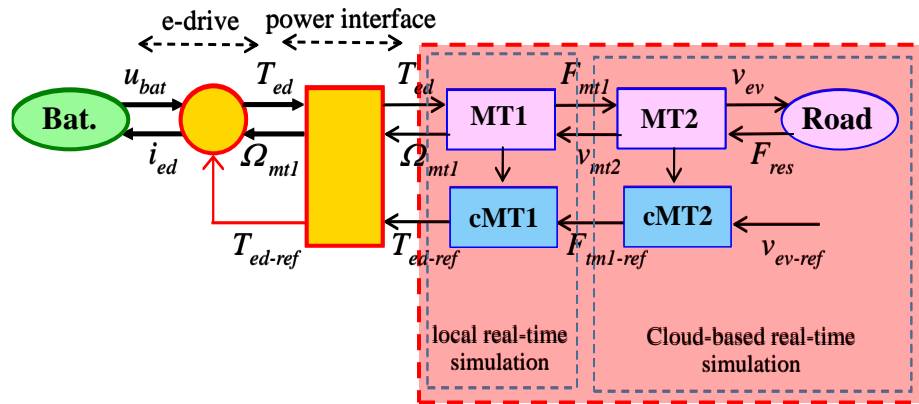 e-drive power interface
u_bat T_ed T_ed F_mt1 v_ev
Bat. MT1 MT2 Road
i_ed Ω_mt1 Ω_mt1 v_mt2 F_res
cMT1 cMT2
T_ed-ref T_ed-ref F_tm1-ref v_ev-ref
local real-time
simulation
Cloud-based real-time
simulation